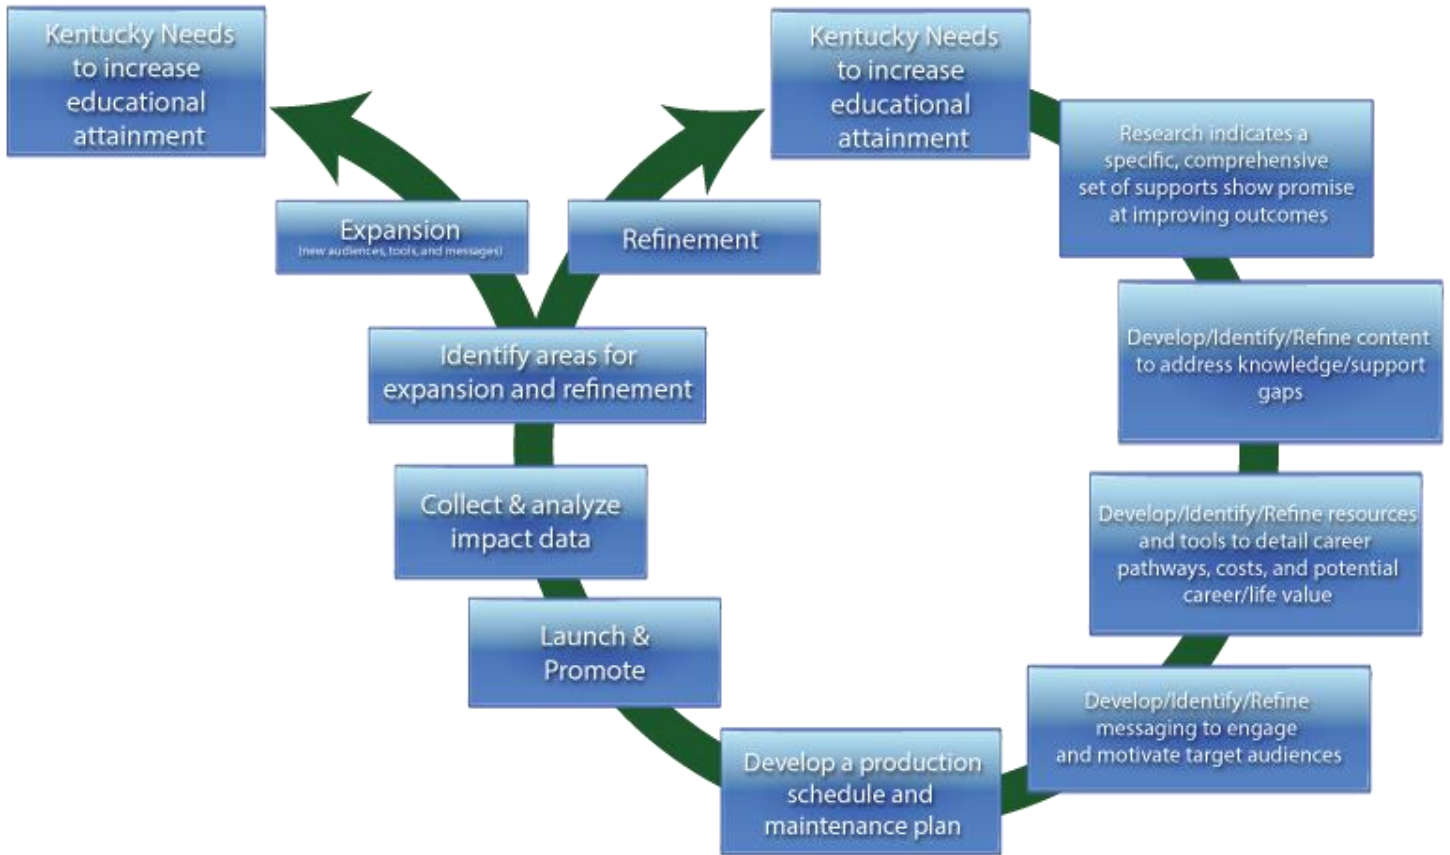 Kentucky Needs
to increase
educational
attainment
Kentucky Needs
to increase
educational
attainment
Research indicates a
specific, comprehensive
set of supports show promise
at improving outcomes
Develop/Identify/Refine content
to address knowledge/support
gaps
Develop/Identify/Refine resources
and tools to detail career
pathways, costs, and potential
career/life value
Develop/Identify/Refine
messaging to engage
and motivate target audiences
Develop a production
schedule and
maintenance plan
Launch &
Promote
Collect & analyze
impact data
Identify areas for
expansion and refinement
Expansion
(new audiences, tools, and messages)
Refinement